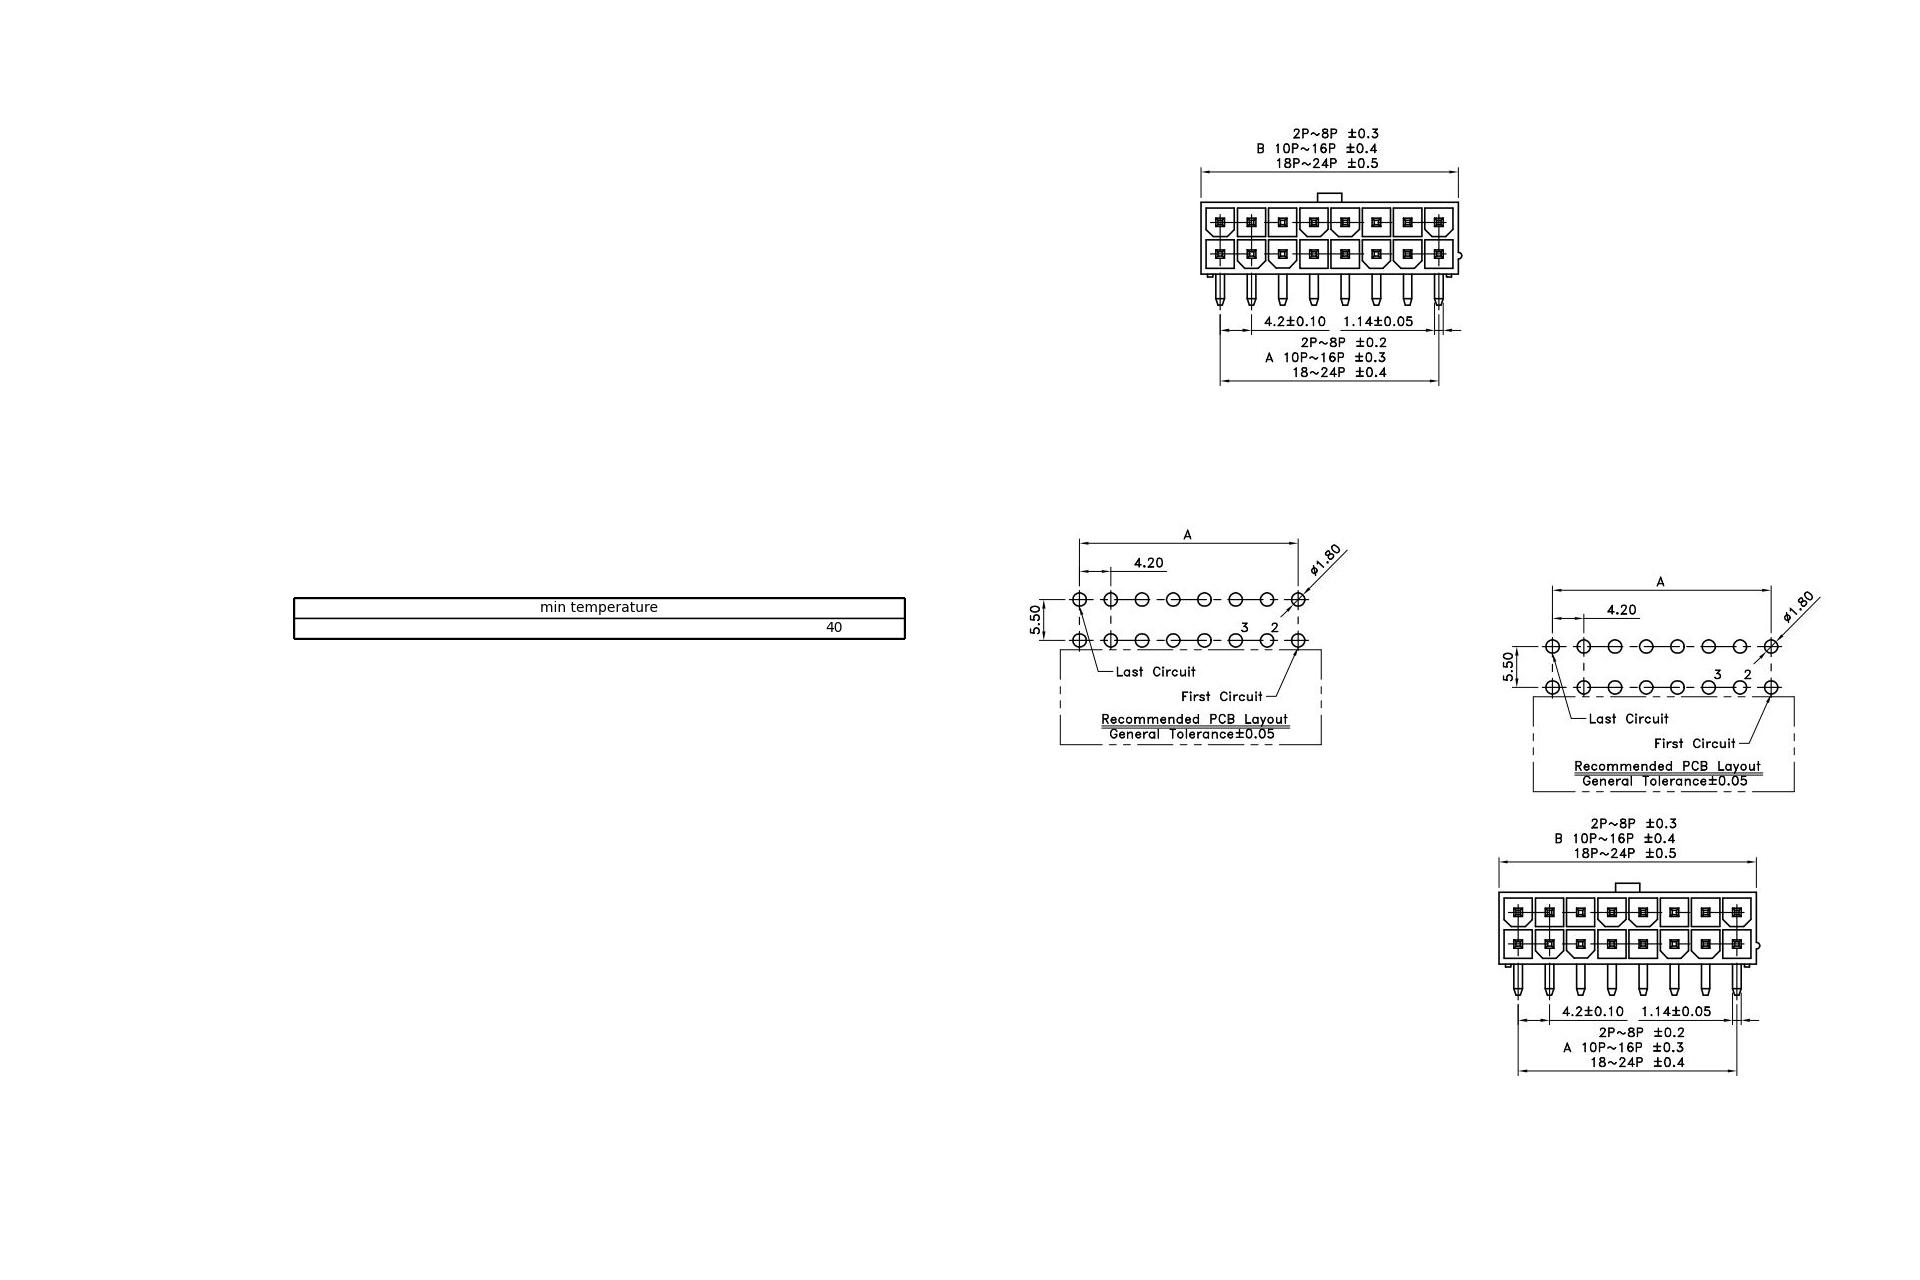 2P~8P ±0.3
B 10P~16P ±0.4
18P~24P ±0.5
4.2±0.10 1.14±0.05
2P~8P ±0.2
A 10P~16P ±0.3
18~24P ±0.4
min temperature
40
A
4.20
ø1.80
5.50
3 2
Last Circuit
First Circuit
Recommended PCB Layout
General Tolerance±0.05
A
4.20
ø1.80
5.50
3 2
Last Circuit
First Circuit
Recommended PCB Layout
General Tolerance±0.05
2P~8P ±0.3
B 10P~16P ±0.4
18P~24P ±0.5
4.2±0.10 1.14±0.05
2P~8P ±0.2
A 10P~16P ±0.3
18~24P ±0.4